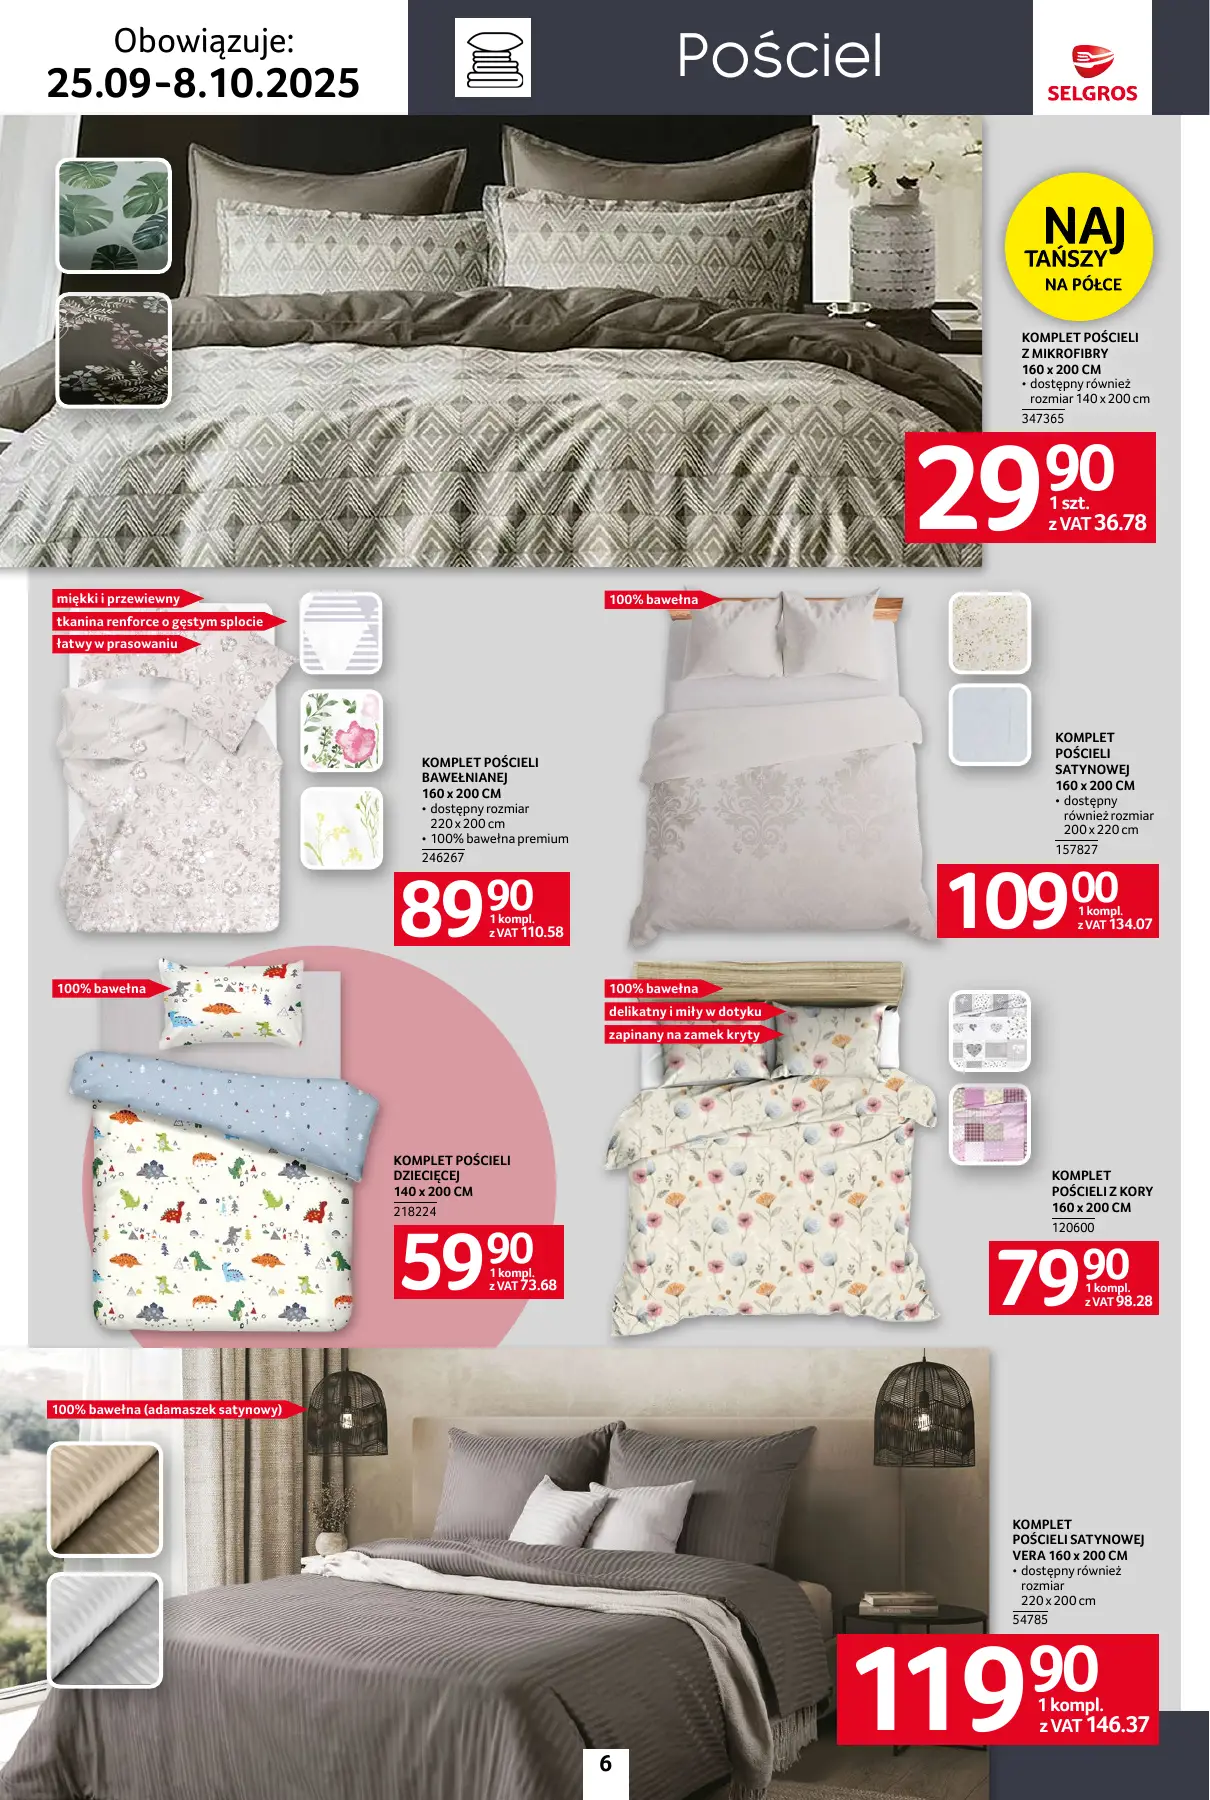 Obowiązuje:
25.09-8.10.2025
Pościel
SELGROS
NAJ
TAŃSZY
NA PÓŁCE
KOMPLET POŚCIELI
Z MIKROFIBRY
160 x 200 CM
• dostępny również
rozmiar 140 x 200 cm
347365
29 90
1 szt.
z VAT 36.78
miękki i przewiewny
tkanina renforce o gęstym splocie
łatwy w prasowaniu
KOMPLET POŚCIELI
BAWEŁNIANEJ
160 x 200 CM
• dostępny rozmiar
220 x 200 cm
• 100% bawełna premium
246267
89 90
1 kompl.
z VAT 110.58
100% bawełna
KOMPLET
POŚCIELI
SATYNOWEJ
160 x 200 CM
• dostępny
również rozmiar
200 x 220 cm
157827
109 00
1 kompl.
z VAT 134.07
100% bawełna
KOMPLET POŚCIELI
DZIECIĘCEJ
140 x 200 CM
218224
59 90
1 kompl.
z VAT 73.68
100% bawełna
delikatny i miły w dotyku
zapinany na zamek kryty
KOMPLET
POŚCIELI Z KORY
160 x 200 CM
120600
79 90
1 kompl.
z VAT 98.28
100% bawełna (adamaszek satynowy)
KOMPLET
POŚCIELI SATYNOWEJ
VERA 160 x 200 CM
• dostępny również
rozmiar
220 x 200 cm
54785
119 90
1 kompl.
z VAT 146.37
6